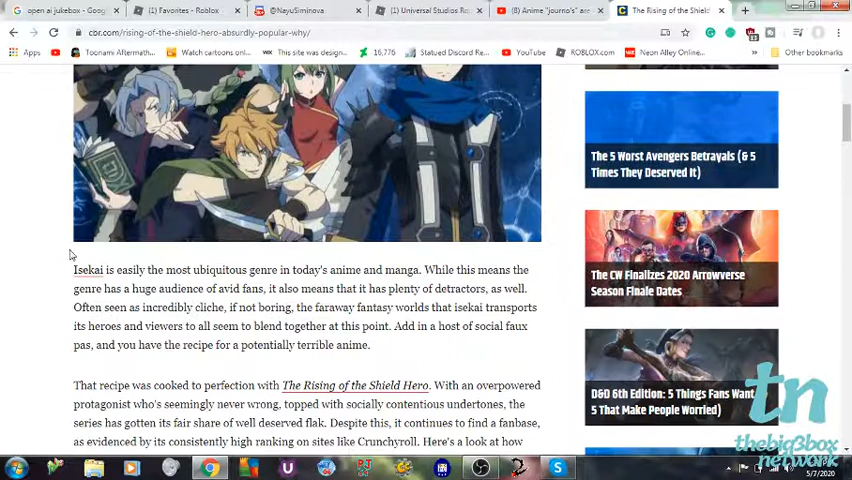 open ai jukebox - Google
(1) Favorites - Roblox
@NayuSiminova
(1) Universal Studios Ro
(8) Anime "journo's" are
The Rising of the Shield
cbr.com/rising-of-the-shield-hero-absurdly-popular-why/
YouTube
Toonami Aftermath...
Watch cartoons onl...
This site was design...
16,776
Statued Discord Re...
YouTube
ROBLOX.COM
Neon Alley Online...
The 5 Worst Avengers Betrayals (& 5
Times They Deserved It)
Isekai is easily the most ubiquitous genre in today's anime and manga. While this means the
genre has a huge audience of avid fans, it also means that it has plenty of detractors, as well.
Often seen as incredibly cliche, if not boring, the faraway fantasy worlds that isekai transports
its heroes and viewers to all seem to blend together at this point. Add in a host of social faux
pas, and you have the recipe for a potentially terrible anime.
The CW Finalizes 2020 Arrowverse
Season Finale Dates
That recipe was cooked to perfection with The Rising of the Shield Hero. With an overpowered
protagonist who's seemingly never wrong, topped with socially contentious undertones, the
series has gotten its fair share of well deserved flak. Despite this, it continues to find a fanbase,
as evidenced by its consistently high ranking on sites like Crunchyroll. Here's a look at how
D&D 6th Edition: 5 Things Fans Want
5 That Make People Worried)
tn
thebig3box
network
5/7/2020